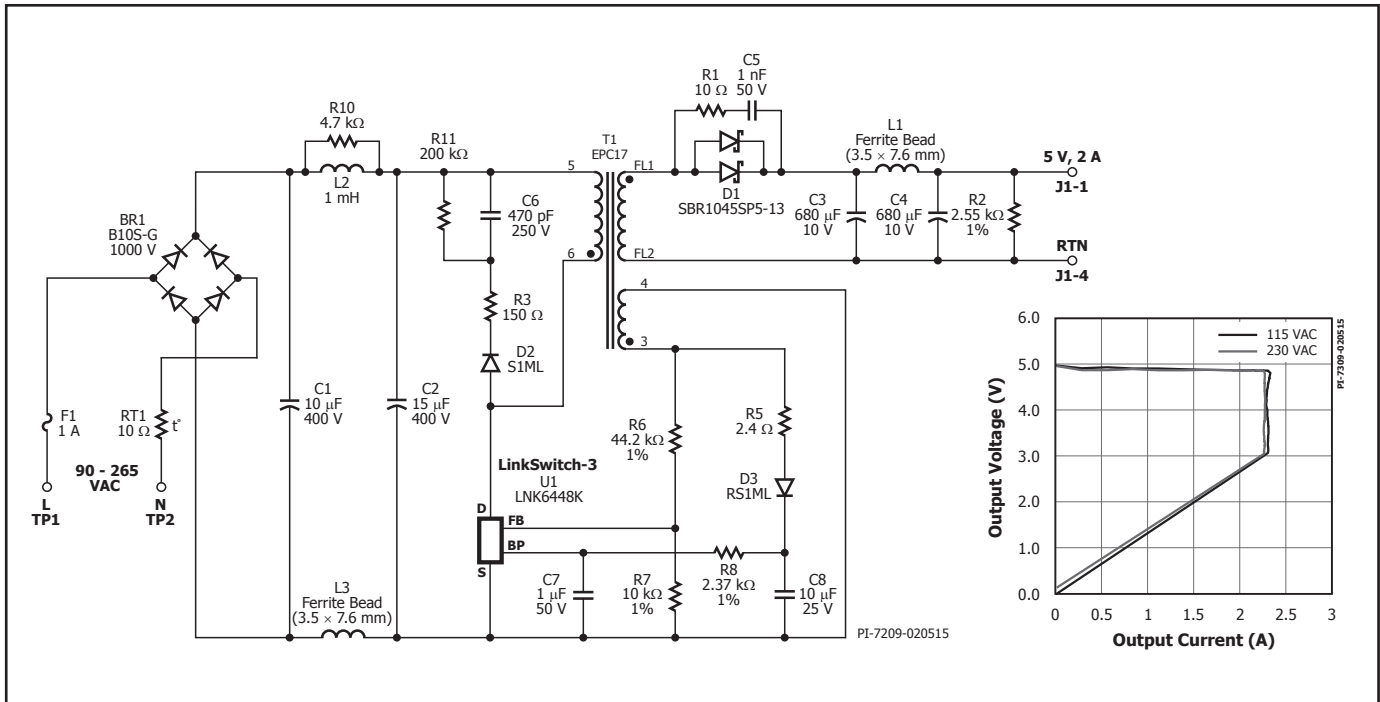 R10
4.7 kΩ
L2
1 mH
R11
200 kΩ
BR1
B10S-G
1000 V
C6
470 pF
250 V
R3
150 Ω
D2
S1ML
C1
10 µF
400 V
C2
15 µF
400 V
F1
1 A
RT1
10 Ω
t°
90 - 265
VAC
L
TP1
N
TP2
L3
Ferrite Bead
(3.5 × 7.6 mm)
LinkSwitch-3
U1
LNK6448K
D
S
FB
BP
T1
EPC17
5
6
FL1
FL2
4
3
R1
10 Ω
C5
1 nF
50 V
D1
SBR1045SP5-13
L1
Ferrite Bead
(3.5 × 7.6 mm)
C3
680 µF
10 V
C4
680 µF
10 V
R2
2.55 kΩ
1%
5 V, 2 A
J1-1
RTN
J1-4
R6
44.2 kΩ
1%
R5
2.4 Ω
D3
RS1ML
R8
2.37 kΩ
1%
C7
1 µF
50 V
R7
10 kΩ
1%
C8
10 µF
25 V
PI-7209-020515
6.0
5.0
4.0
3.0
2.0
1.0
0.0
0 0.5 1 1.5 2 2.5 3
Output Voltage (V)
Output Current (A)
115 VAC
230 VAC
PI-7309-020515